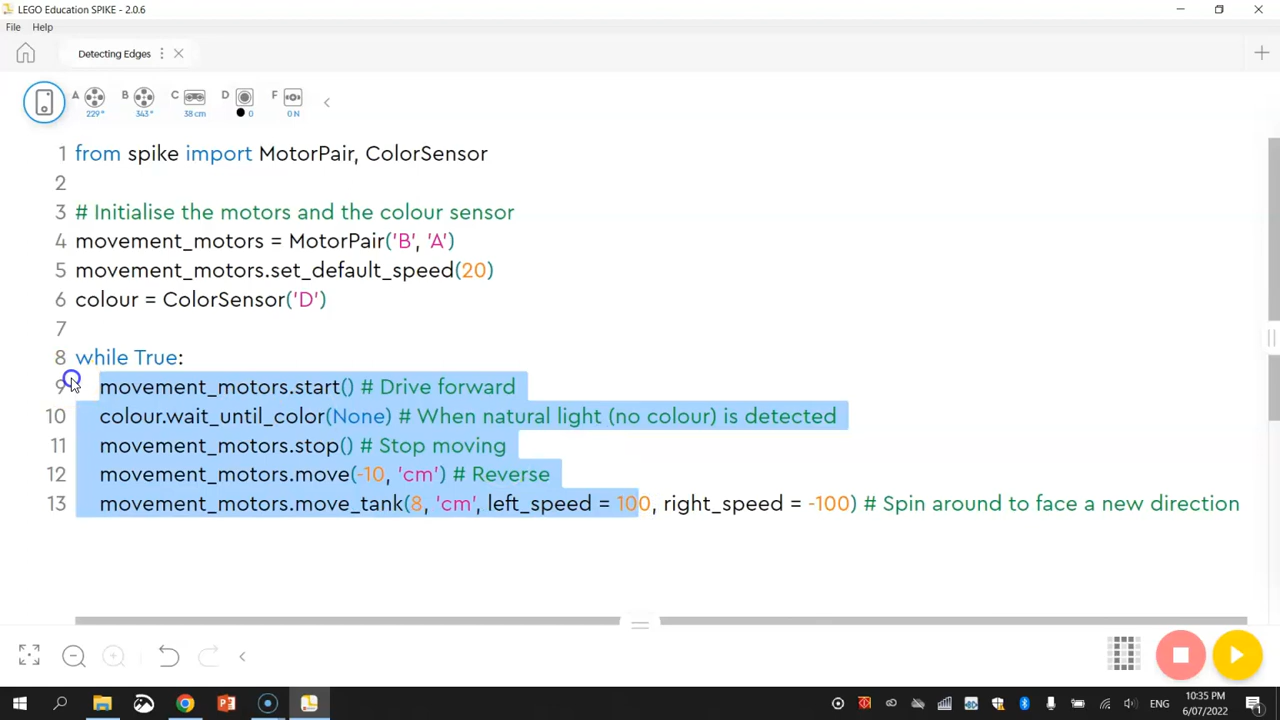 LEGO Education SPIKE - 2.0.6
File Help
Detecting Edges
A B C D F
229° 343° 38 cm 0 0 N
1 from spike import MotorPair, ColorSensor
2
3 # Initialise the motors and the colour sensor
4 movement_motors = MotorPair('B', 'A')
5 movement_motors.set_default_speed(20)
6 colour = ColorSensor('D')
7
8 while True:
9 movement_motors.start() # Drive forward
10 colour.wait_until_color(None) # When natural light (no colour) is detected
11 movement_motors.stop() # Stop moving
12 movement_motors.move(-10, 'cm') # Reverse
13 movement_motors.move_tank(8, 'cm', left_speed = 100, right_speed = -100) # Spin around to face a new direction
ENG
10:35 PM
6/07/2022
1